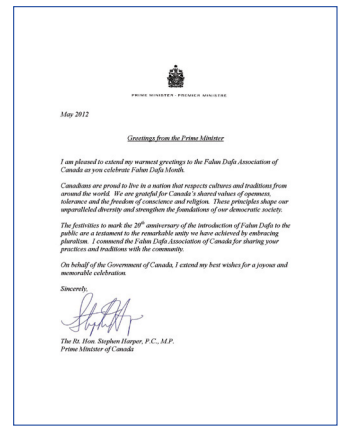 PRIME MINISTER - PREMIER MINISTRE
May 2012
Greetings from the Prime Minister
I am pleased to extend my warmest greetings to the Falun Dafa Association of
Canada as you celebrate Falun Dafa Month.
Canadians are proud to live in a nation that respects cultures and traditions from
around the world. We are grateful for Canada's shared values of openness,
tolerance and the freedom of conscience and religion. These principles shape our
unparalleled diversity and strengthen the foundations of our democratic society.
The festivities to mark the 20th anniversary of the introduction of Falun Dafa to the
public are a testament to the remarkable unity we have achieved by embracing
pluralism. I commend the Falun Dafa Association of Canada for sharing your
practices and traditions with the community.
On behalf of the Government of Canada, I extend my best wishes for a joyous and
memorable celebration.
Sincerely,
The Rt. Hon. Stephen Harper, P.C., M.P.
Prime Minister of Canada